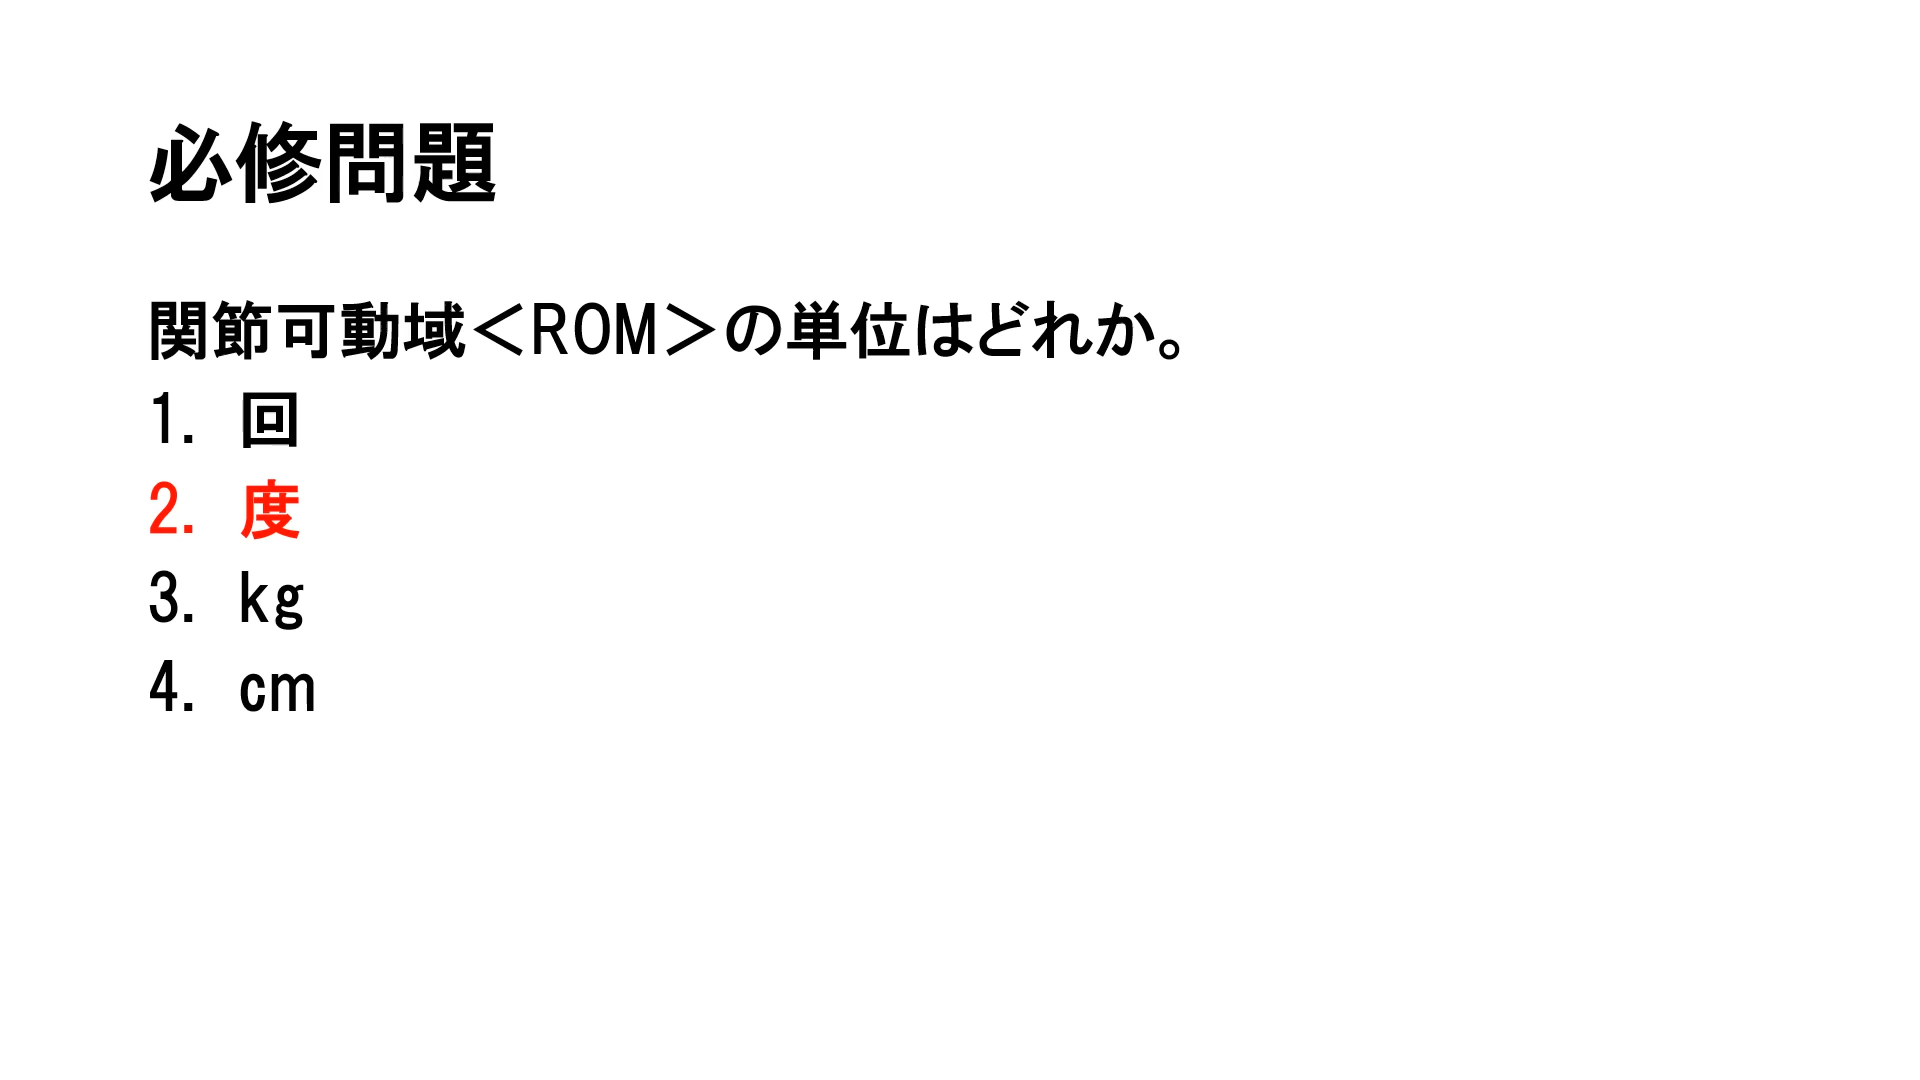 必修問題
関節可動域＜ROM＞の単位はどれか。
1. 回
2. 度
3. kg
4. cm